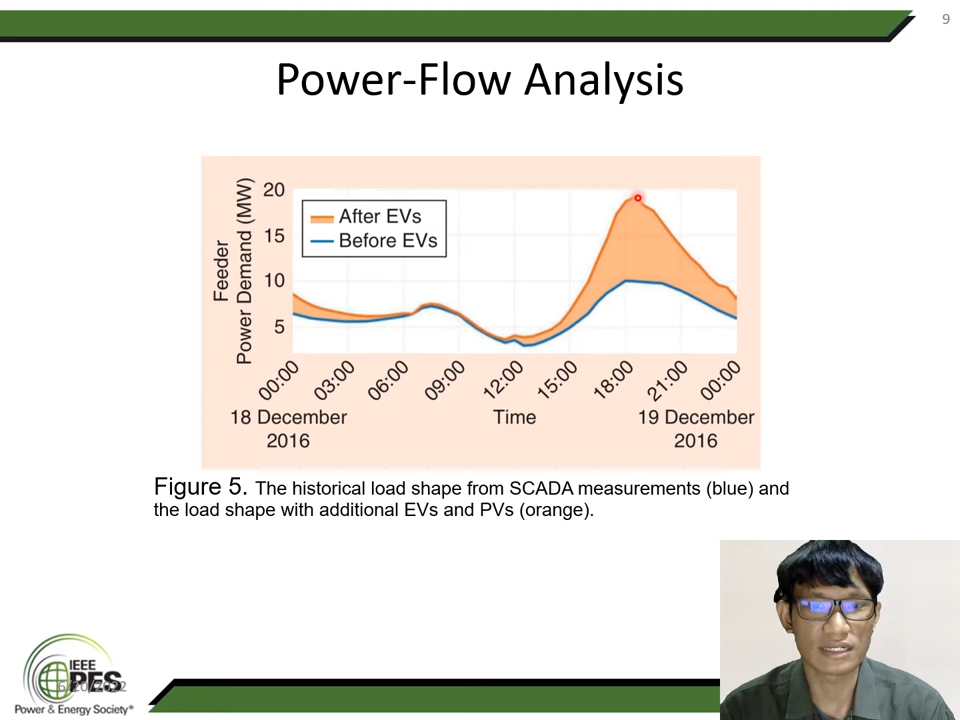 9
Power-Flow Analysis
Feeder
Power Demand (MW)
20
15
10
5
After EVs
Before EVs
00:00
03:00
06:00
09:00
12:00
15:00
18:00
21:00
00:00
18 December
2016
Time
19 December
2016
Figure 5. The historical load shape from SCADA measurements (blue) and
the load shape with additional EVs and PVs (orange).
IEEE
PES
6/20/2022
Power & Energy Society®